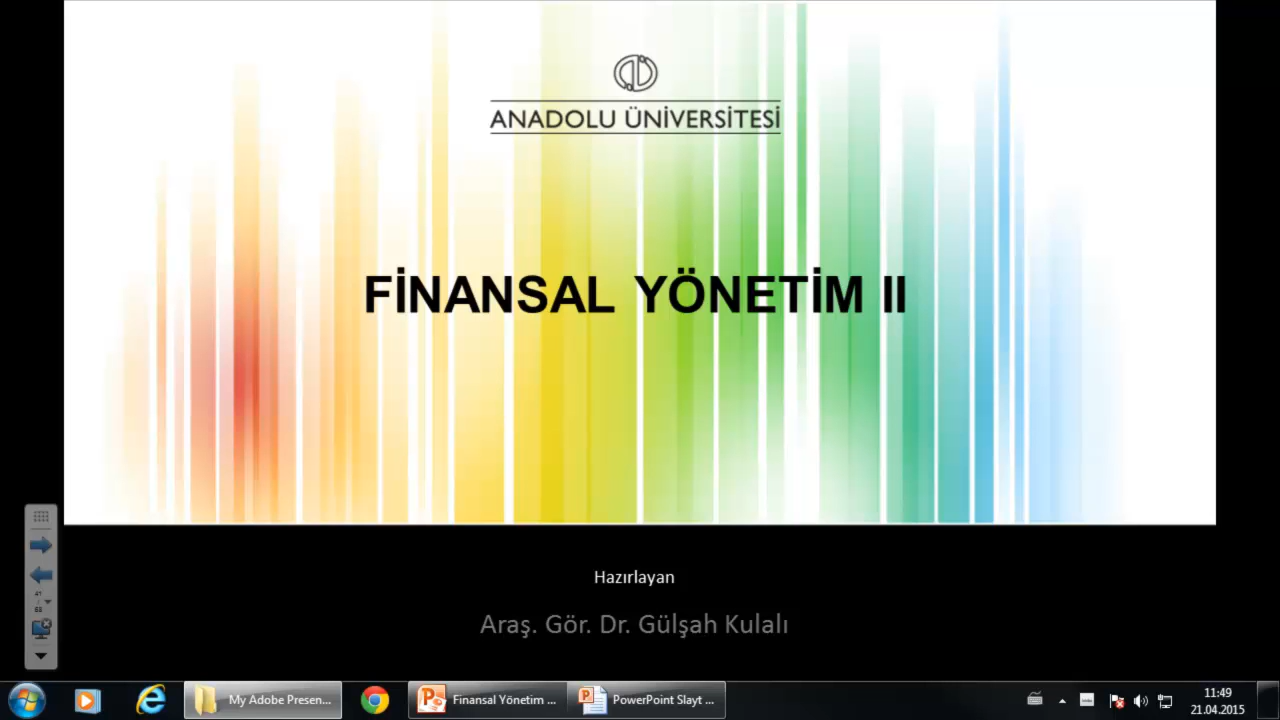 ANADOLU ÜNİVERSİTESİ
FİNANSAL YÖNETİM II
Hazırlayan
Araş. Gör. Dr. Gülşah Kulalı
My Adobe Presen...
Finansal Yönetim ...
PowerPoint Slayt ...
11:49
21.04.2015